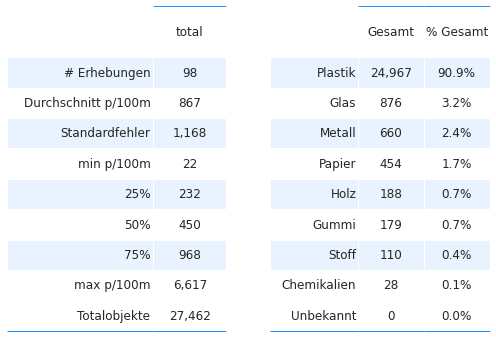 total
# Erhebungen 98
Durchschnitt p/100m 867
Standardfehler 1,168
min p/100m 22
25% 232
50% 450
75% 968
max p/100m 6,617
Totalobjekte 27,462
Gesamt % Gesamt
Plastik 24,967 90.9%
Glas 876 3.2%
Metall 660 2.4%
Papier 454 1.7%
Holz 188 0.7%
Gummi 179 0.7%
Stoff 110 0.4%
Chemikalien 28 0.1%
Unbekannt 0 0.0%